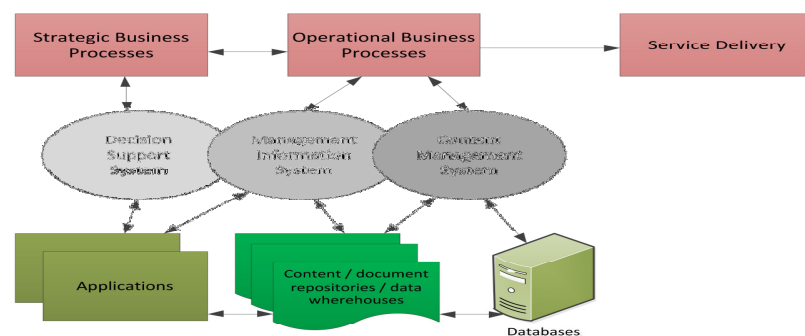 Strategic Business
Processes
Operational Business
Processes
Service Delivery
Decision
Support
System
Management
Information
System
Content
Management
System
Applications
Content / document
repositories / data
wherehouses
Databases